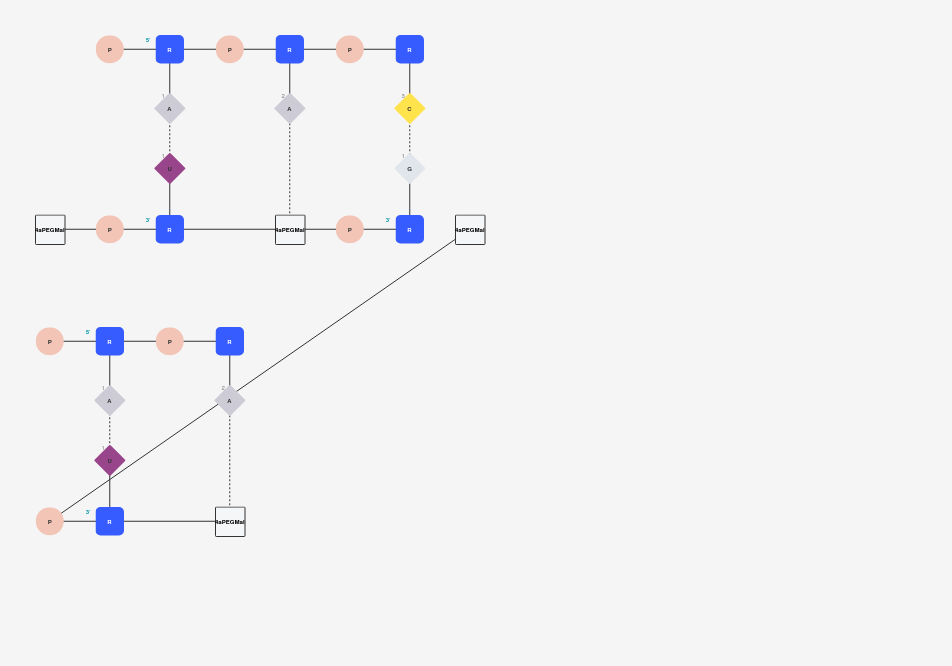 5' P R P R P R
1 A 2 A 3 C
1 U 1 G
3' 3'
4aPEGMal P R 4aPEGMal P R 4aPEGMal
5' P R P R
1 A 2 A
1 U
3' P R 4aPEGMal